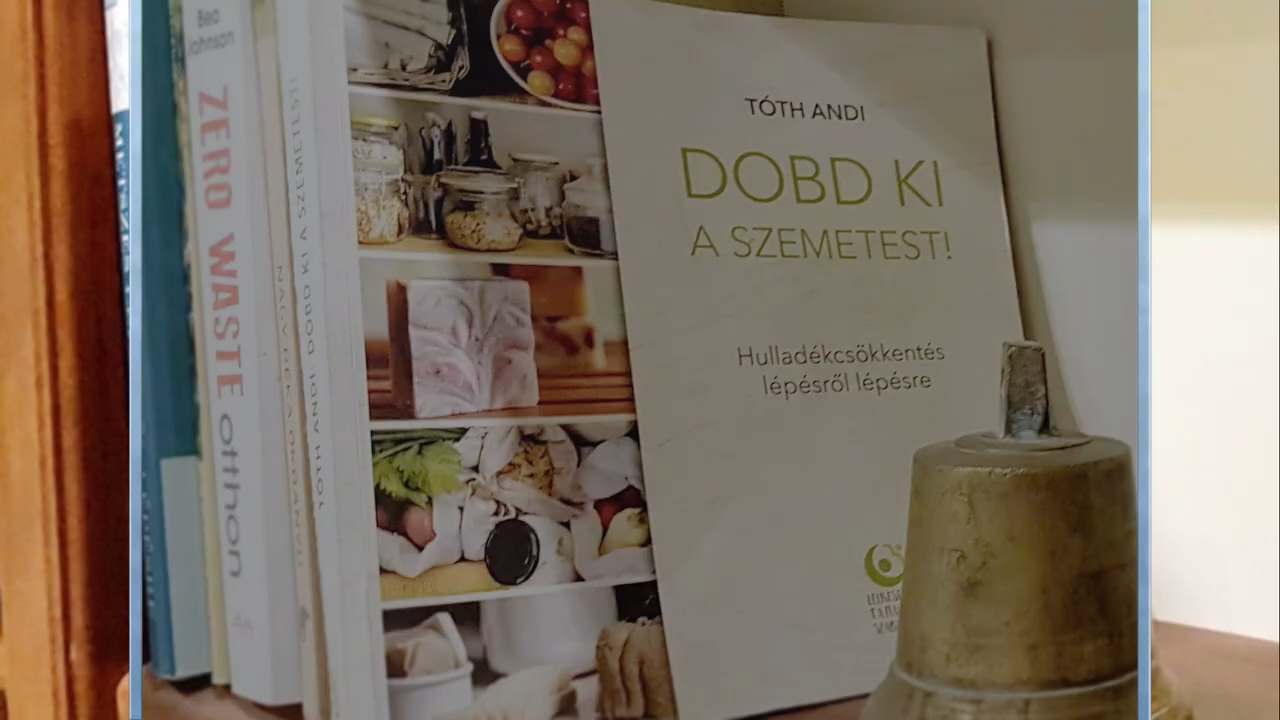 Bea
Johnson
ZERO WASTE otthon
TÓTH ANDI DOBD KI A SZEMETEST!
TÓTH ANDI
DOBD KI
A SZEMETEST!
Hulladékcsökkentés
lépésről lépésre